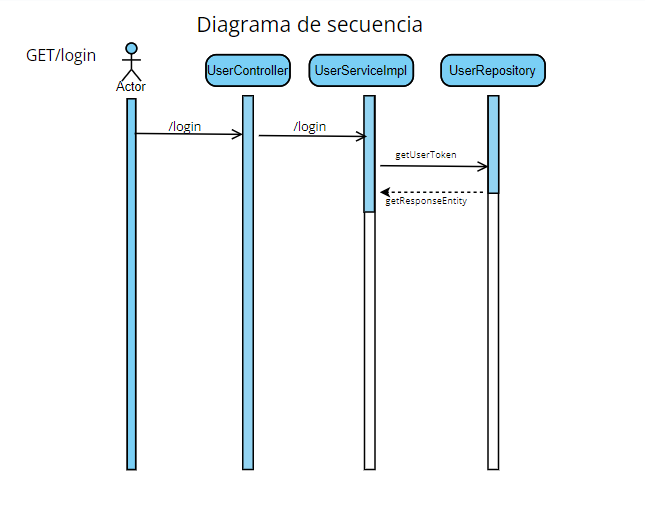 Diagrama de secuencia
GET/login
Actor
UserController
UserServiceImpl
UserRepository
/login
/login
getUserToken
getResponseEntity